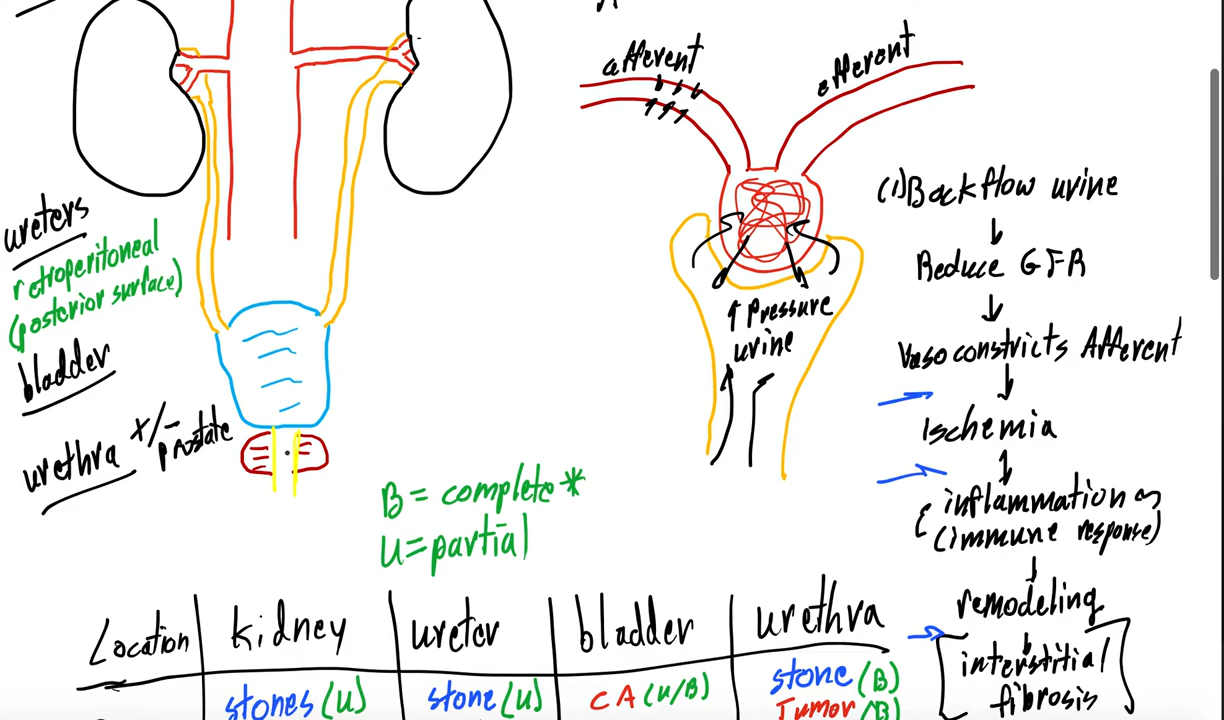 afferent
efferent
ureters
retroperitoneal
(posterior surface)
bladder
urethra +/- prostate
↑ pressure
urine
(1) Backflow urine
↓
Reduce GFR
↓
Vasoconstricts Afferent
↓
Ischemia
↓
inflammation
(immune response)
↓
remodeling
↓
interstitial
fibrosis
B = complete *
U = partial
Location kidney ureter bladder urethra
stones (U) stone (U) CA (U/B) stone (B)
Tumor (B)